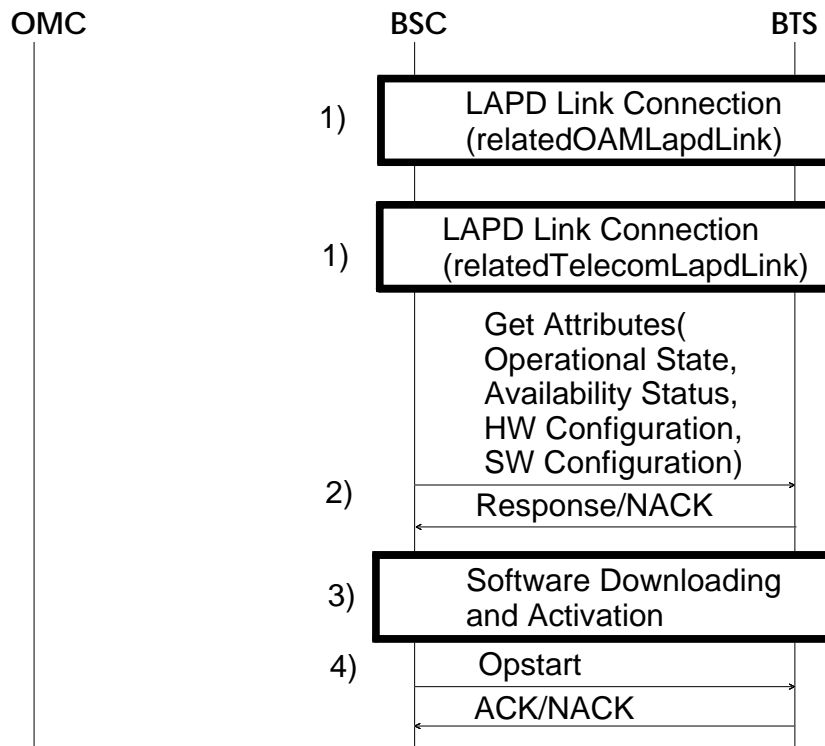 OMC BSC BTS
1) LAPD Link Connection
(relatedOAMLapdLink)
1) LAPD Link Connection
(relatedTelecomLapdLink)
Get Attributes(
Operational State,
Availability Status,
HW Configuration,
SW Configuration)
2) Response/NACK
3) Software Downloading
and Activation
4) Opstart
ACK/NACK